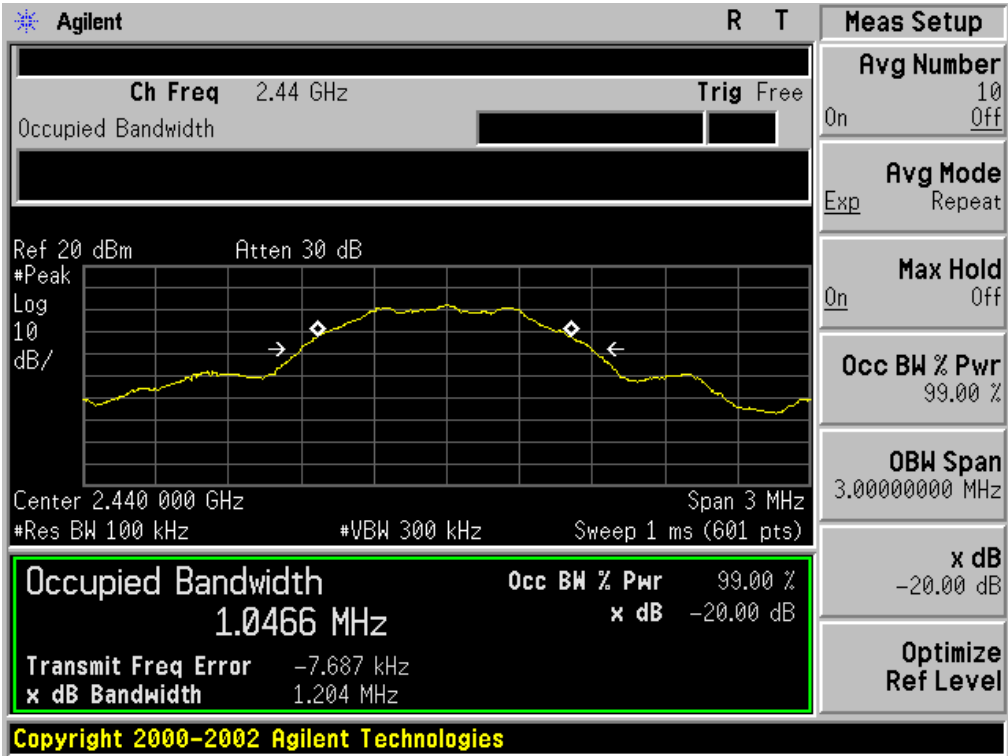 Agilent R T
Ch Freq 2.44 GHz Trig Free
Occupied Bandwidth
Ref 20 dBm Atten 30 dB
#Peak
Log
10
dB/
Center 2.440 000 GHz Span 3 MHz
#Res BW 100 kHz #VBW 300 kHz Sweep 1 ms (601 pts)
Occupied Bandwidth Occ BW % Pwr 99.00 %
1.0466 MHz x dB -20.00 dB
Transmit Freq Error -7.687 kHz
x dB Bandwidth 1.204 MHz
Copyright 2000-2002 Agilent Technologies
Meas Setup
Avg Number
10
On Off
Avg Mode
Exp Repeat
Max Hold
On Off
Occ BW % Pwr
99.00 %
OBW Span
3.00000000 MHz
x dB
-20.00 dB
Optimize
Ref Level